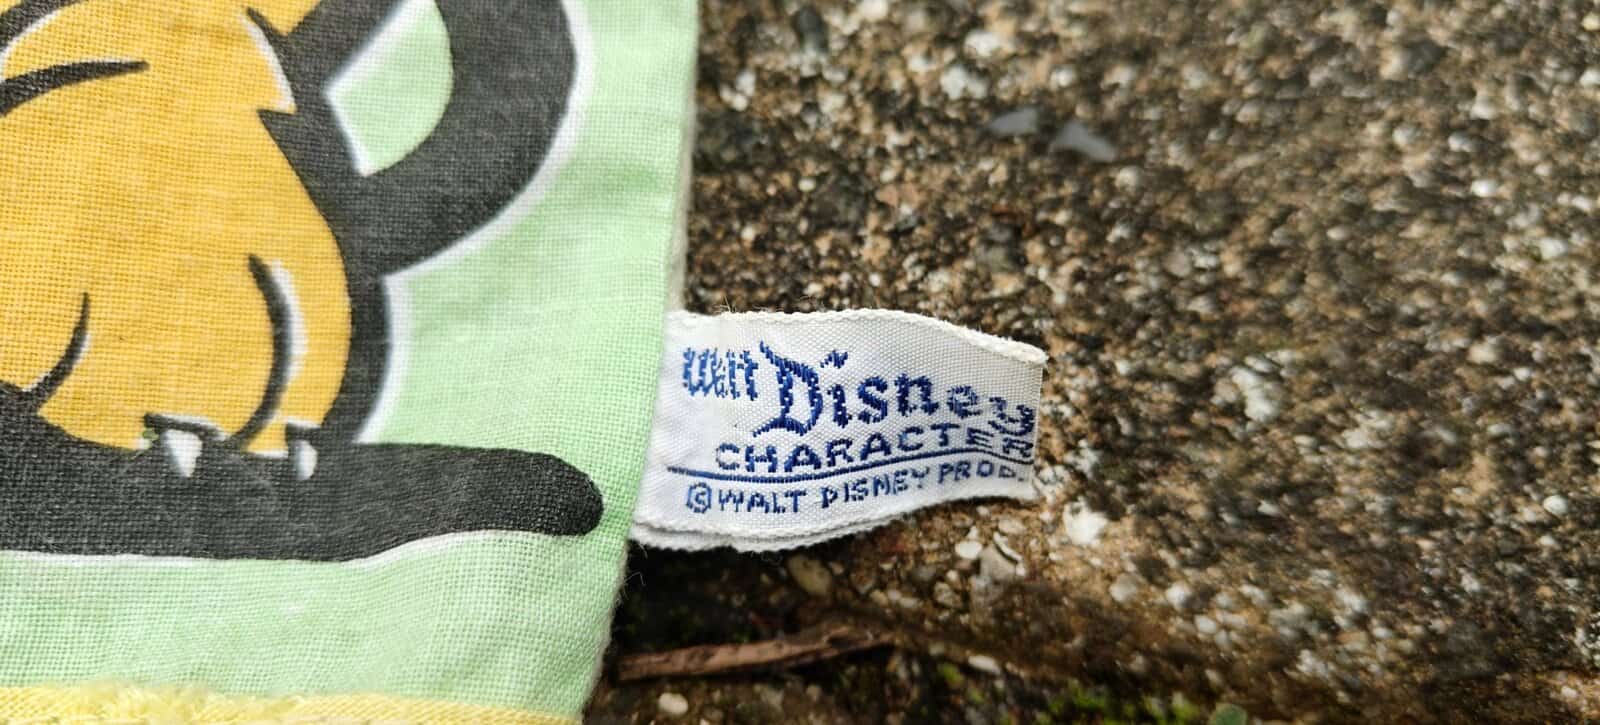 Walt Disney
CHARACTER
©WALT DISNEY PROD.